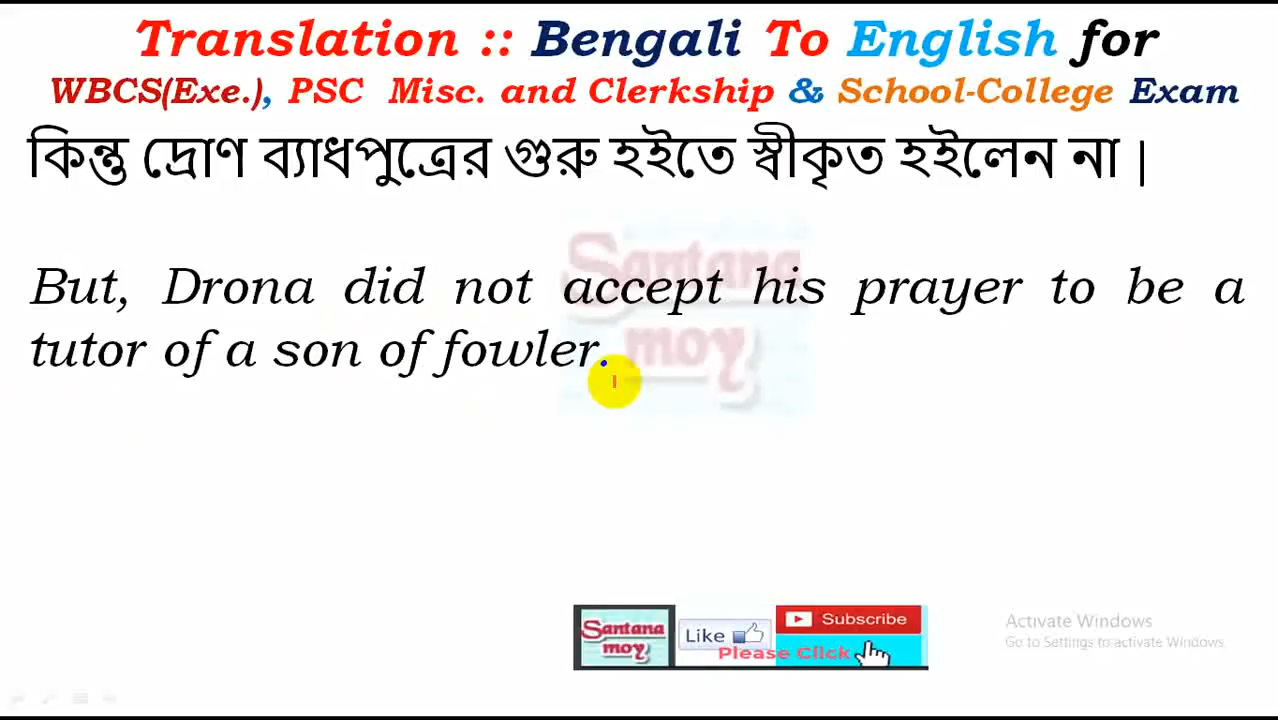 Translation :: Bengali To English for
WBCS(Exe.), PSC Misc. and Clerkship & School-College Exam
কিন্তু দ্রোণ ব্যাধপুত্রের গুরু হইতে স্বীকৃত হইলেন না |
Santana
moy
But, Drona did not accept his prayer to be a
tutor of a son of fowler.
Santana
moy
Like
Subscribe
Please Click
Activate Windows
Go to Settings to activate Windows.